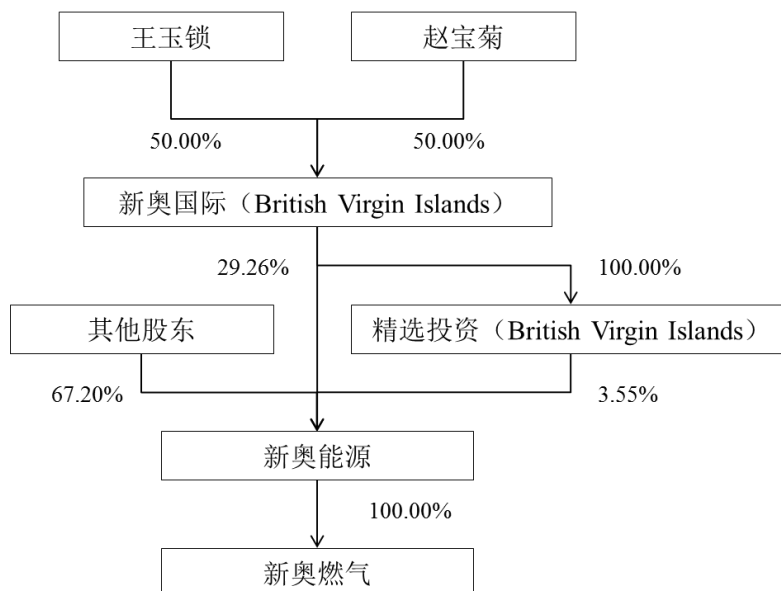 王玉锁
赵宝菊
50.00%
50.00%
新奥国际（British Virgin Islands）
29.26%
100.00%
其他股东
精选投资（British Virgin Islands）
67.20%
3.55%
新奥能源
100.00%
新奥燃气